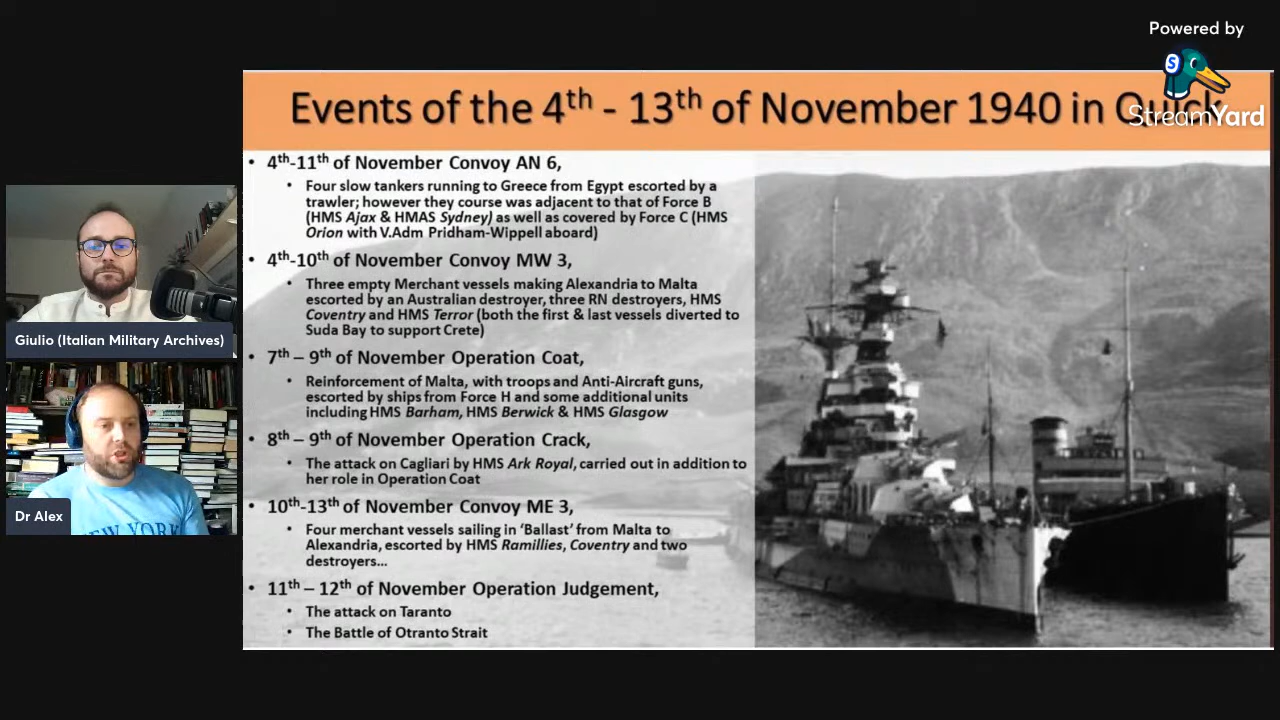 Powered by
StreamYard
Events of the 4th - 13th of November 1940 in
• 4th-11th of November Convoy AN 6,
• Four slow tankers running to Greece from Egypt escorted by a
trawler; however they course was adjacent to that of Force B
(HMS Ajax & HMAS Sydney) as well as covered by Force C (HMS
Orion with V.Adm Pridham-Wippell aboard)
• 4th-10th of November Convoy MW 3,
• Three empty Merchant vessels making Alexandria to Malta
escorted by an Australian destroyer, three RN destroyers, HMS
Coventry and HMS Terror (both the first & last vessels diverted to
Suda Bay to support Crete)
• 7th – 9th of November Operation Coat,
• Reinforcement of Malta, with troops and Anti-Aircraft guns,
escorted by ships from Force H and some additional units
including HMS Barham, HMS Berwick & HMS Glasgow
• 8th – 9th of November Operation Crack,
• The attack on Cagliari by HMS Ark Royal, carried out in addition to
her role in Operation Coat
• 10th-13th of November Convoy ME 3,
• Four merchant vessels sailing in ‘Ballast’ from Malta to
Alexandria, escorted by HMS Ramillies, Coventry and two
destroyers...
• 11th – 12th of November Operation Judgement,
• The attack on Taranto
• The Battle of Otranto Strait
Giulio (Italian Military Archives)
Dr Alex
NEW YORK